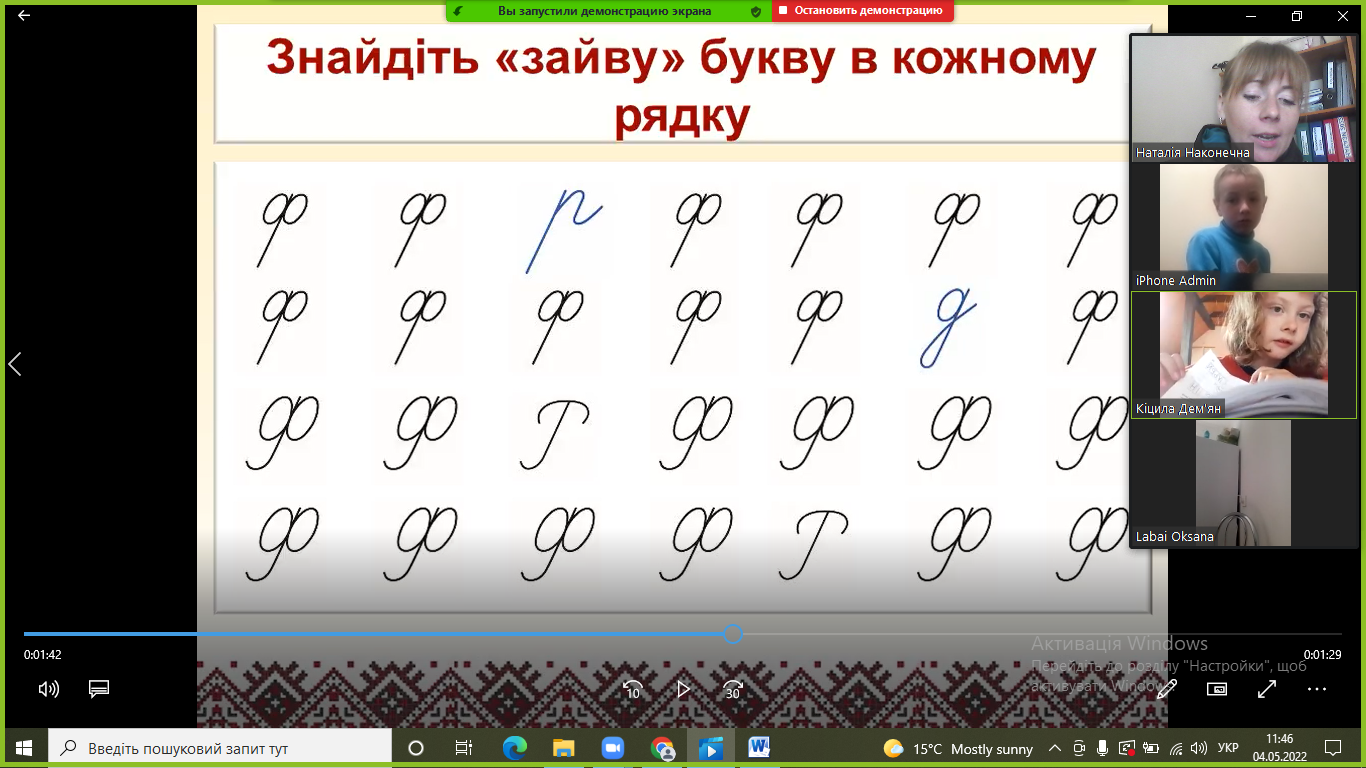 Вы запустили демонстрацию экрана
Остановить демонстрацию
Знайдіть «зайву» букву в кожному
рядку
ф ф р ф ф ф ф
ф ф ф ф ф д ф
Ф Ф Т Ф Ф Ф Ф
Ф Ф Ф Ф Т Ф Ф
Наталія Наконечна
iPhone Admin
Кіцила Дем'ян
Labai Oksana
0:01:42
0:01:29
10
30
Активація Windows
Перейдіть до розділу "Настройки", щоб
активувати Windows
Введіть пошуковий запит тут
W
15°C Mostly sunny
УКР
11:46
04.05.2022